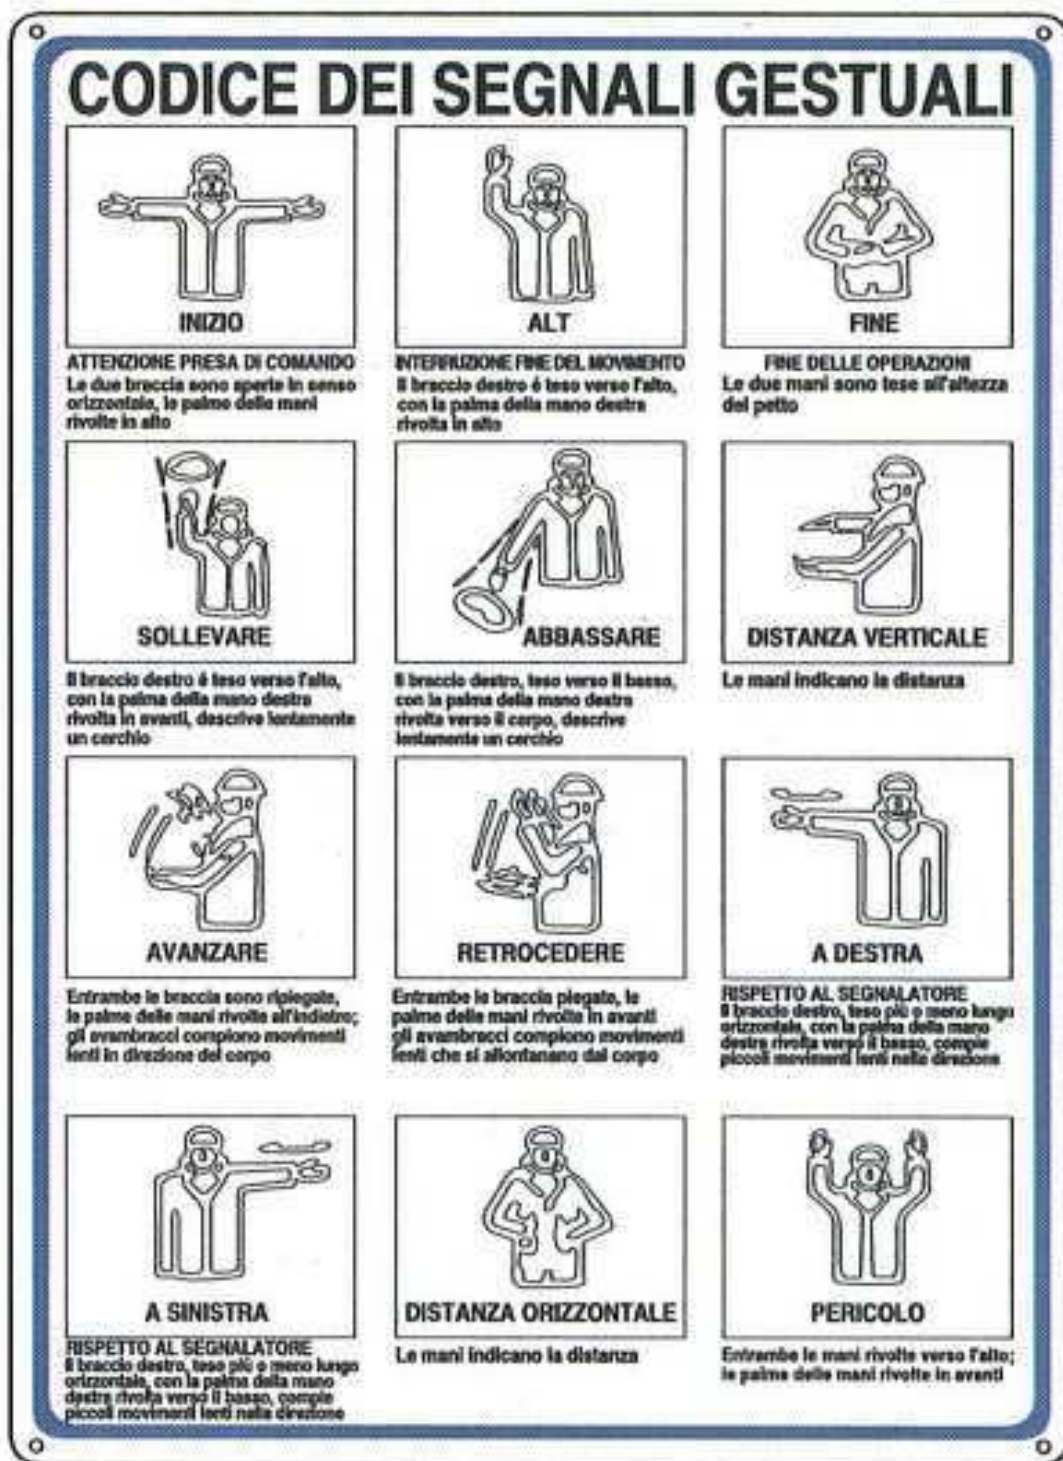 CODICE DEI SEGNALI GESTUALI
INIZIO
ATTENZIONE PRESA DI COMANDO
Le due braccia sono aperte in senso
orizzontale, le palme delle mani
rivolte in alto
ALT
INTERRUZIONE FINE DEL MOVIMENTO
Il braccio destro é teso verso l'alto,
con la palma della mano destra
rivolta in alto
FINE
FINE DELLE OPERAZIONI
Le due mani sono tese all'altezza
del petto
SOLLEVARE
Il braccio destro é teso verso l'alto,
con la palma della mano destra
rivolta in avanti, descrive lentamente
un cerchio
ABBASSARE
Il braccio destro, teso verso il basso,
con la palma della mano destra
rivolta verso il corpo, descrive
lentamente un cerchio
DISTANZA VERTICALE
Le mani indicano la distanza
AVANZARE
Entrambe le braccia sono ripiegate,
le palme delle mani rivolte all'indietro;
gli avambracci compiono movimenti
lenti in direzione del corpo
RETROCEDERE
Entrambe le braccia piegate, le
palme delle mani rivolte in avanti
gli avambracci compiono movimenti
lenti che si allontanano dal corpo
A DESTRA
RISPETTO AL SEGNALATORE
Il braccio destro, teso più o meno lungo
orizzontale, con la palma della mano
destra rivolta verso il basso, compie
piccoli movimenti lenti nella direzione
A SINISTRA
RISPETTO AL SEGNALATORE
Il braccio destro, teso più o meno lungo
orizzontale, con la palma della mano
destra rivolta verso il basso, compie
piccoli movimenti lenti nella direzione
DISTANZA ORIZZONTALE
Le mani indicano la distanza
PERICOLO
Entrambe le mani rivolte verso l'alto;
le palme delle mani rivolte in avanti